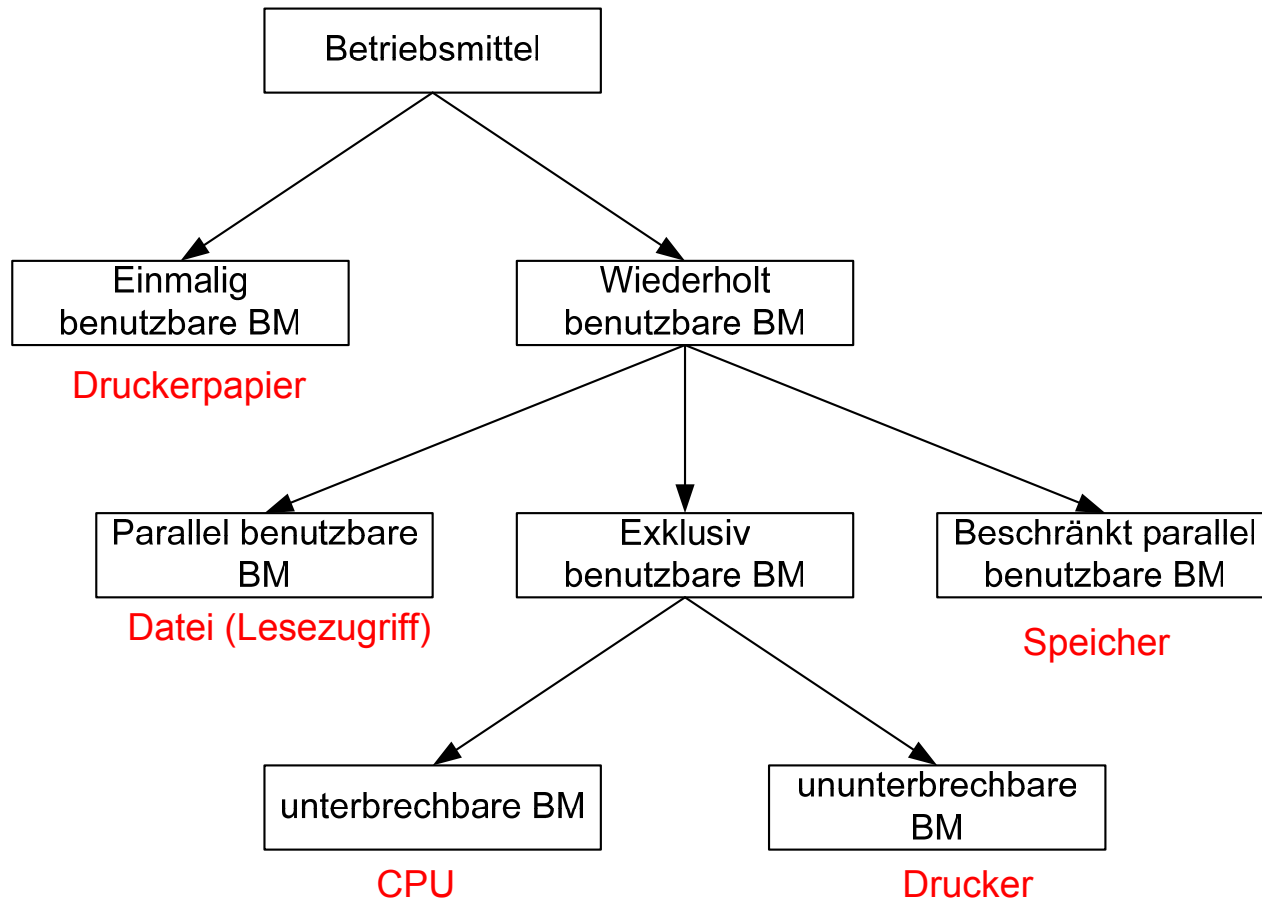 Betriebsmittel
Einmalig
benutzbare BM
Wiederholt
benutzbare BM
Druckerpapier
Parallel benutzbare
BM
Exklusiv
benutzbare BM
Beschränkt parallel
benutzbare BM
Datei (Lesezugriff)
Speicher
unterbrechbare BM
ununterbrechbare
BM
CPU
Drucker